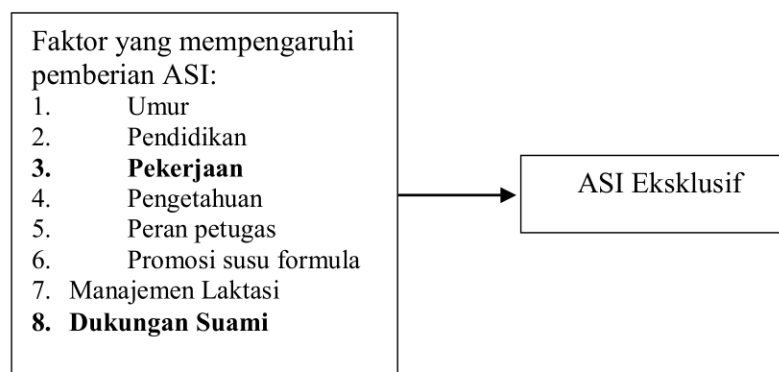 Faktor yang mempengaruhi
pemberian ASI:
1. Umur
2. Pendidikan
3. Pekerjaan
4. Pengetahuan
5. Peran petugas
6. Promosi susu formula
7. Manajemen Laktasi
8. Dukungan Suami
ASI Eksklusif